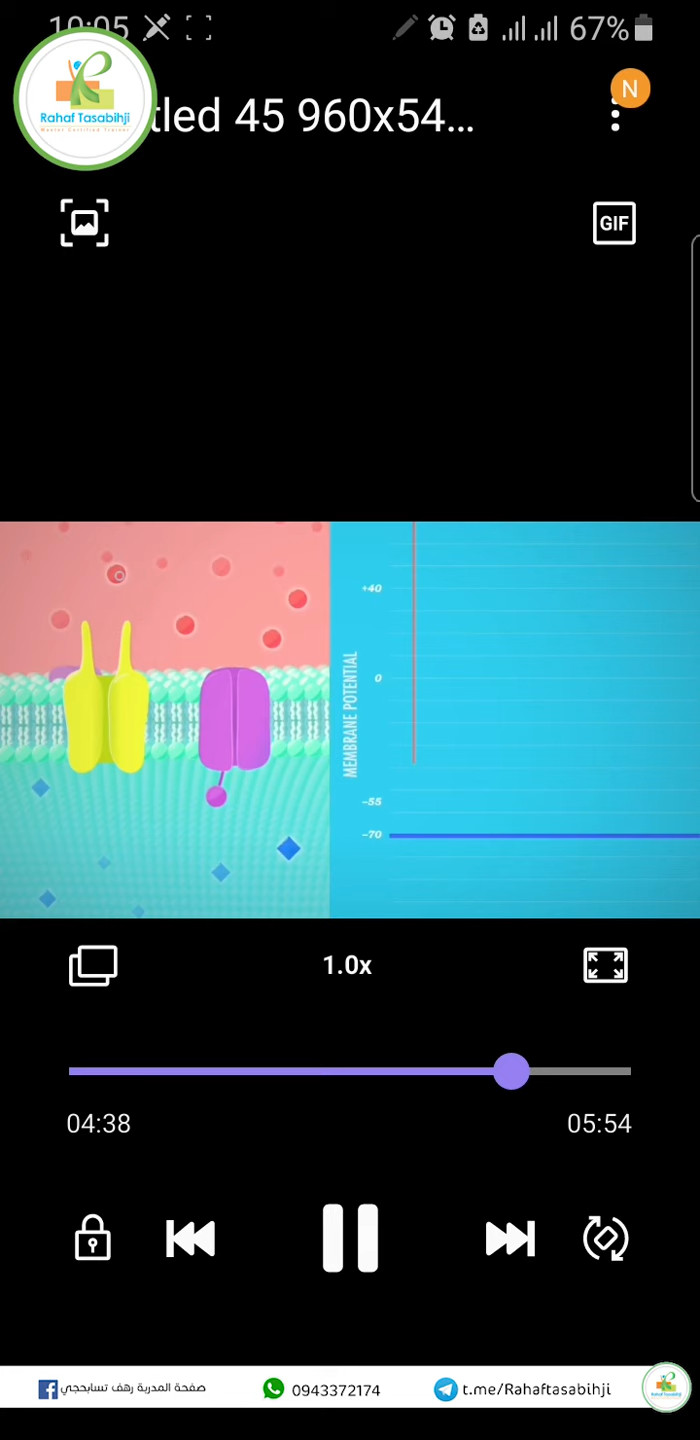 10:05
67%
Rahaf Tasabihji
Master Certified Trainer
tled 45 960x54...
N
GIF
+40
0
MEMBRANE POTENTIAL
-55
-70
1.0x
04:38
05:54
صفحة المدربة رهف تسابحجي
0943372174
t.me/Rahaftasabihji